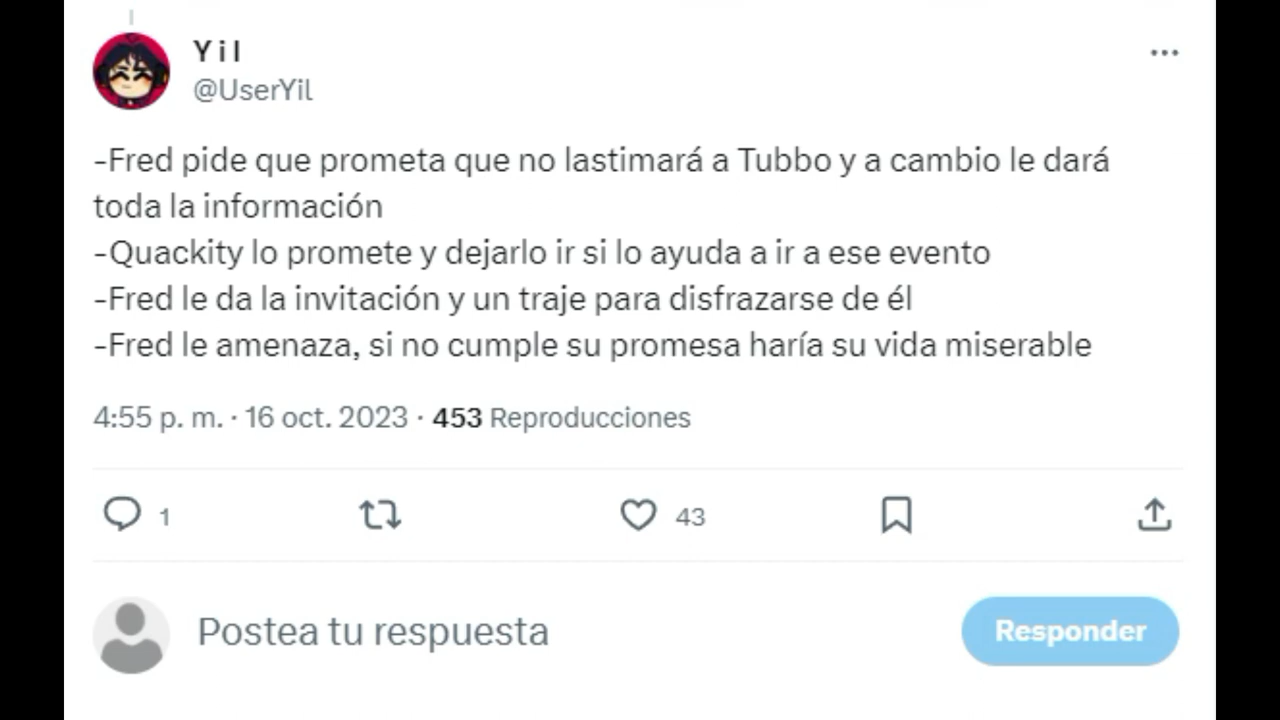 Yil
@UserYil
-Fred pide que prometa que no lastimará a Tubbo y a cambio le dará
toda la información
-Quackity lo promete y dejarlo ir si lo ayuda a ir a ese evento
-Fred le da la invitación y un traje para disfrazarse de él
-Fred le amenaza, si no cumple su promesa haría su vida miserable
4:55 p. m. · 16 oct. 2023 · 453 Reproducciones
1 43
Postea tu respuesta Responder